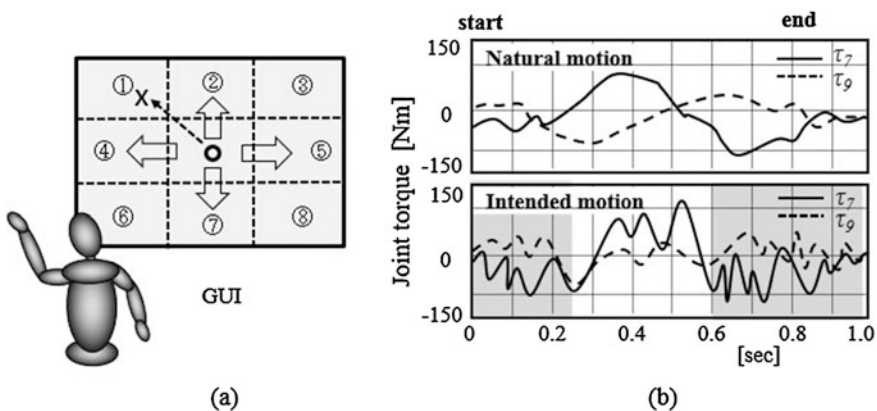 ① ② ③
X
④ ⑤
⑥ ⑦ ⑧
GUI
(a)
start end
150
Natural motion
τ7
τ9
0
-150
150
Intended motion
τ7
τ9
0
-150
Joint torque [Nm]
0 0.2 0.4 0.6 0.8 1.0
[sec]
(b)